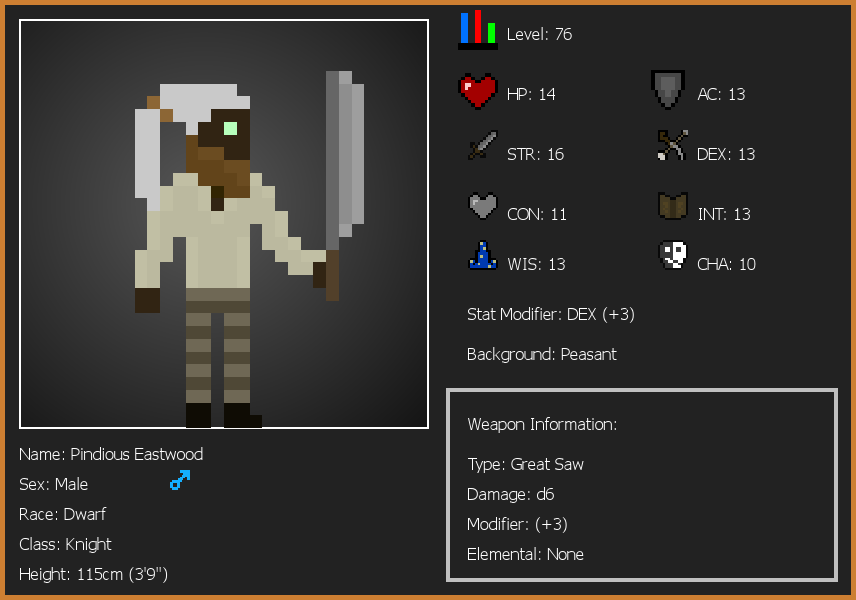 Level: 76
HP: 14
AC: 13
STR: 16
DEX: 13
CON: 11
INT: 13
WIS: 13
CHA: 10
Stat Modifier: DEX (+3)
Background: Peasant
Weapon Information:
Type: Great Saw
Damage: d6
Modifier: (+3)
Elemental: None
Name: Pindious Eastwood
Sex: Male
Race: Dwarf
Class: Knight
Height: 115cm (3'9")